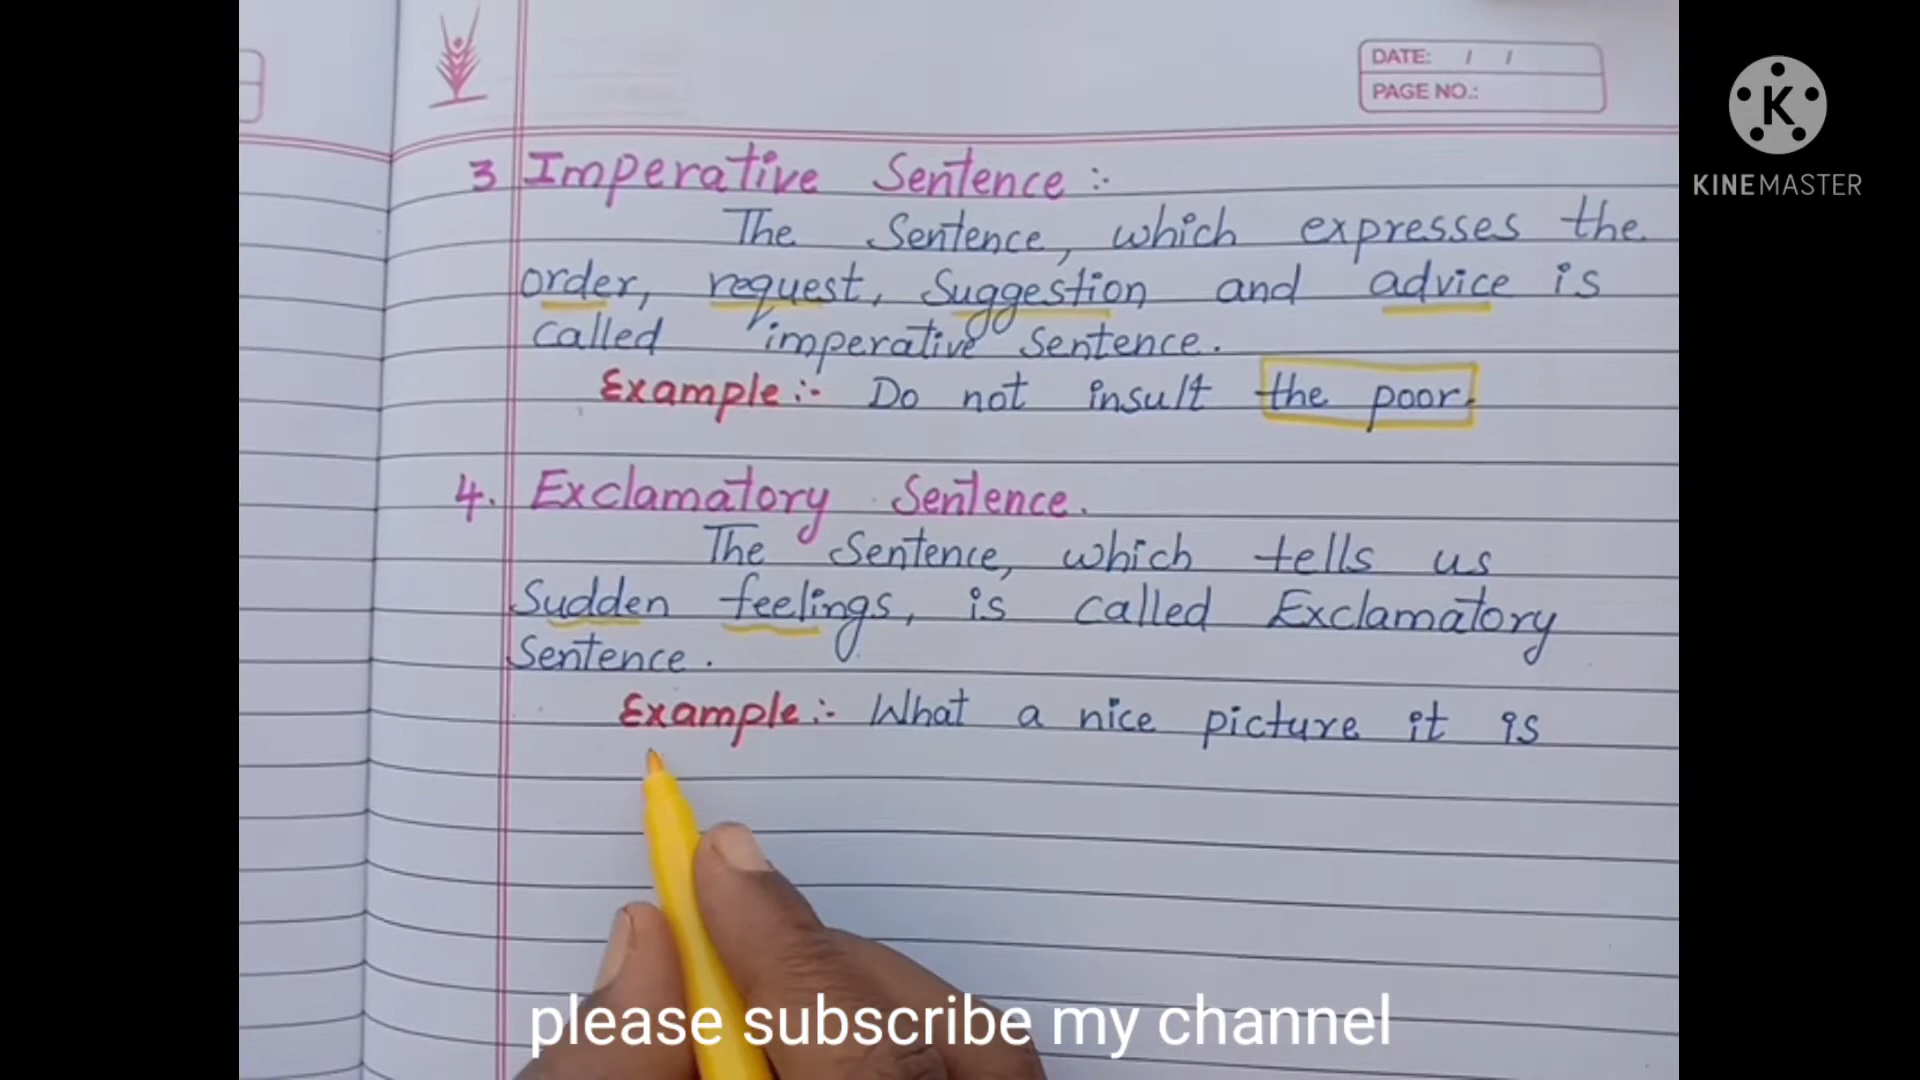 DATE: / /
PAGE NO.:
KINEMASTER
3 Imperative Sentence :-
The Sentence, which expresses the
order, request, Suggestion and advice is
called imperative Sentence.
Example :- Do not insult the poor.
4. Exclamatory Sentence.
The Sentence, which tells us
Sudden feelings, is called Exclamatory
Sentence.
Example :- What a nice picture it is
please subscribe my channel